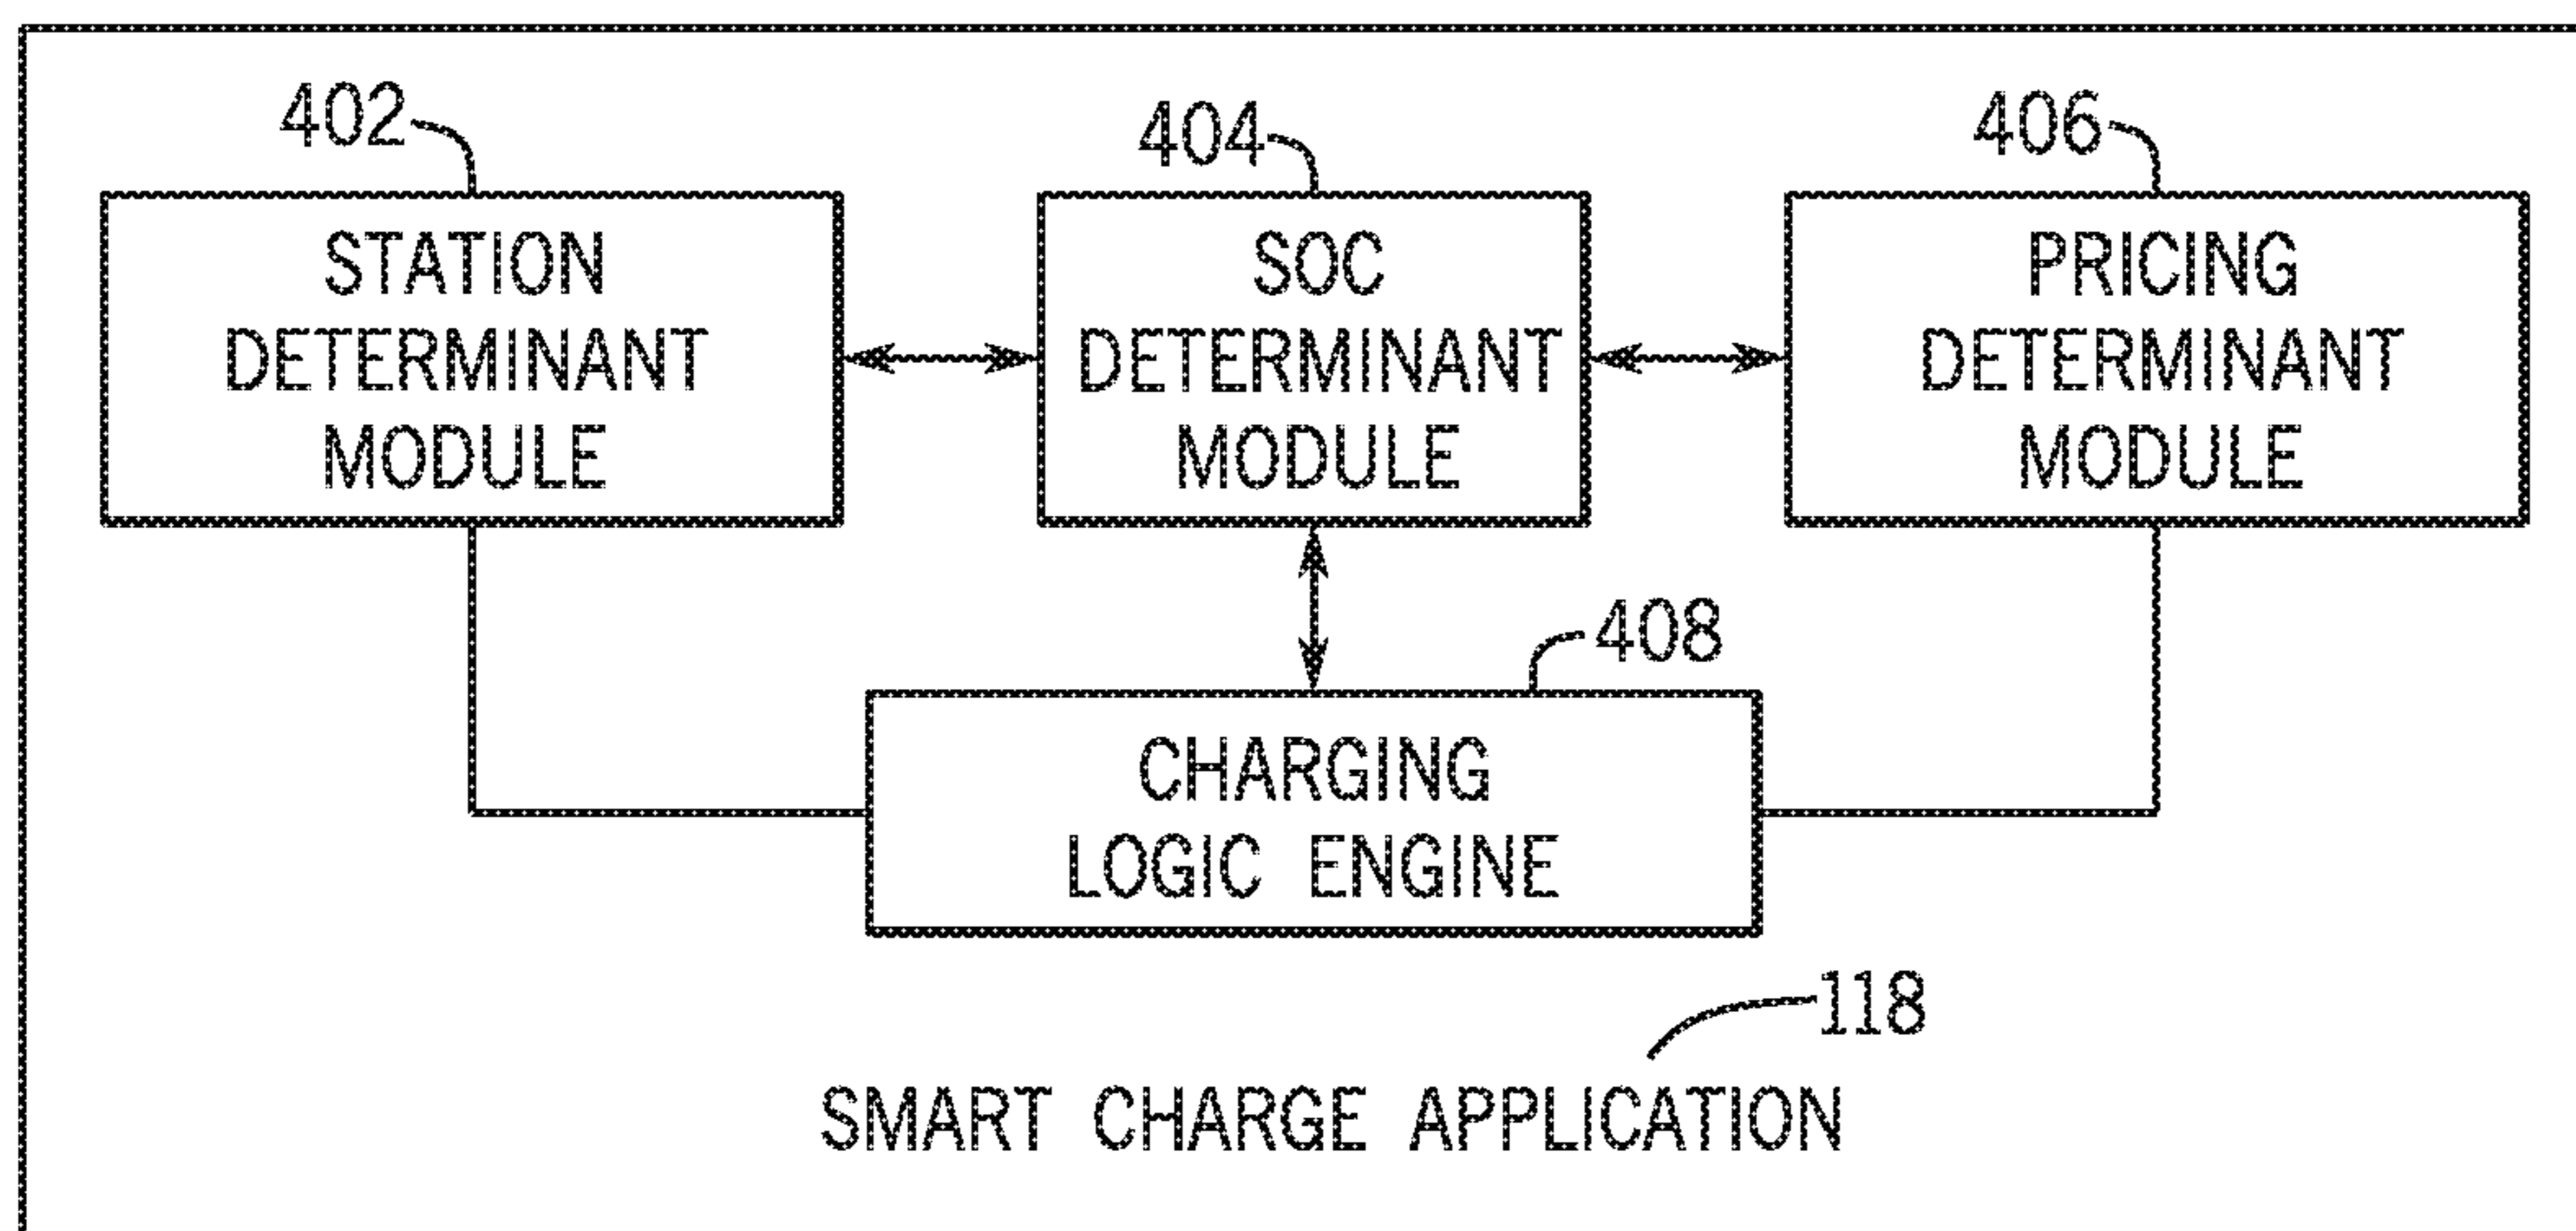 402
404
406
STATION
DETERMINANT
MODULE
SOC
DETERMINANT
MODULE
PRICING
DETERMINANT
MODULE
408
CHARGING
LOGIC ENGINE
118
SMART CHARGE APPLICATION